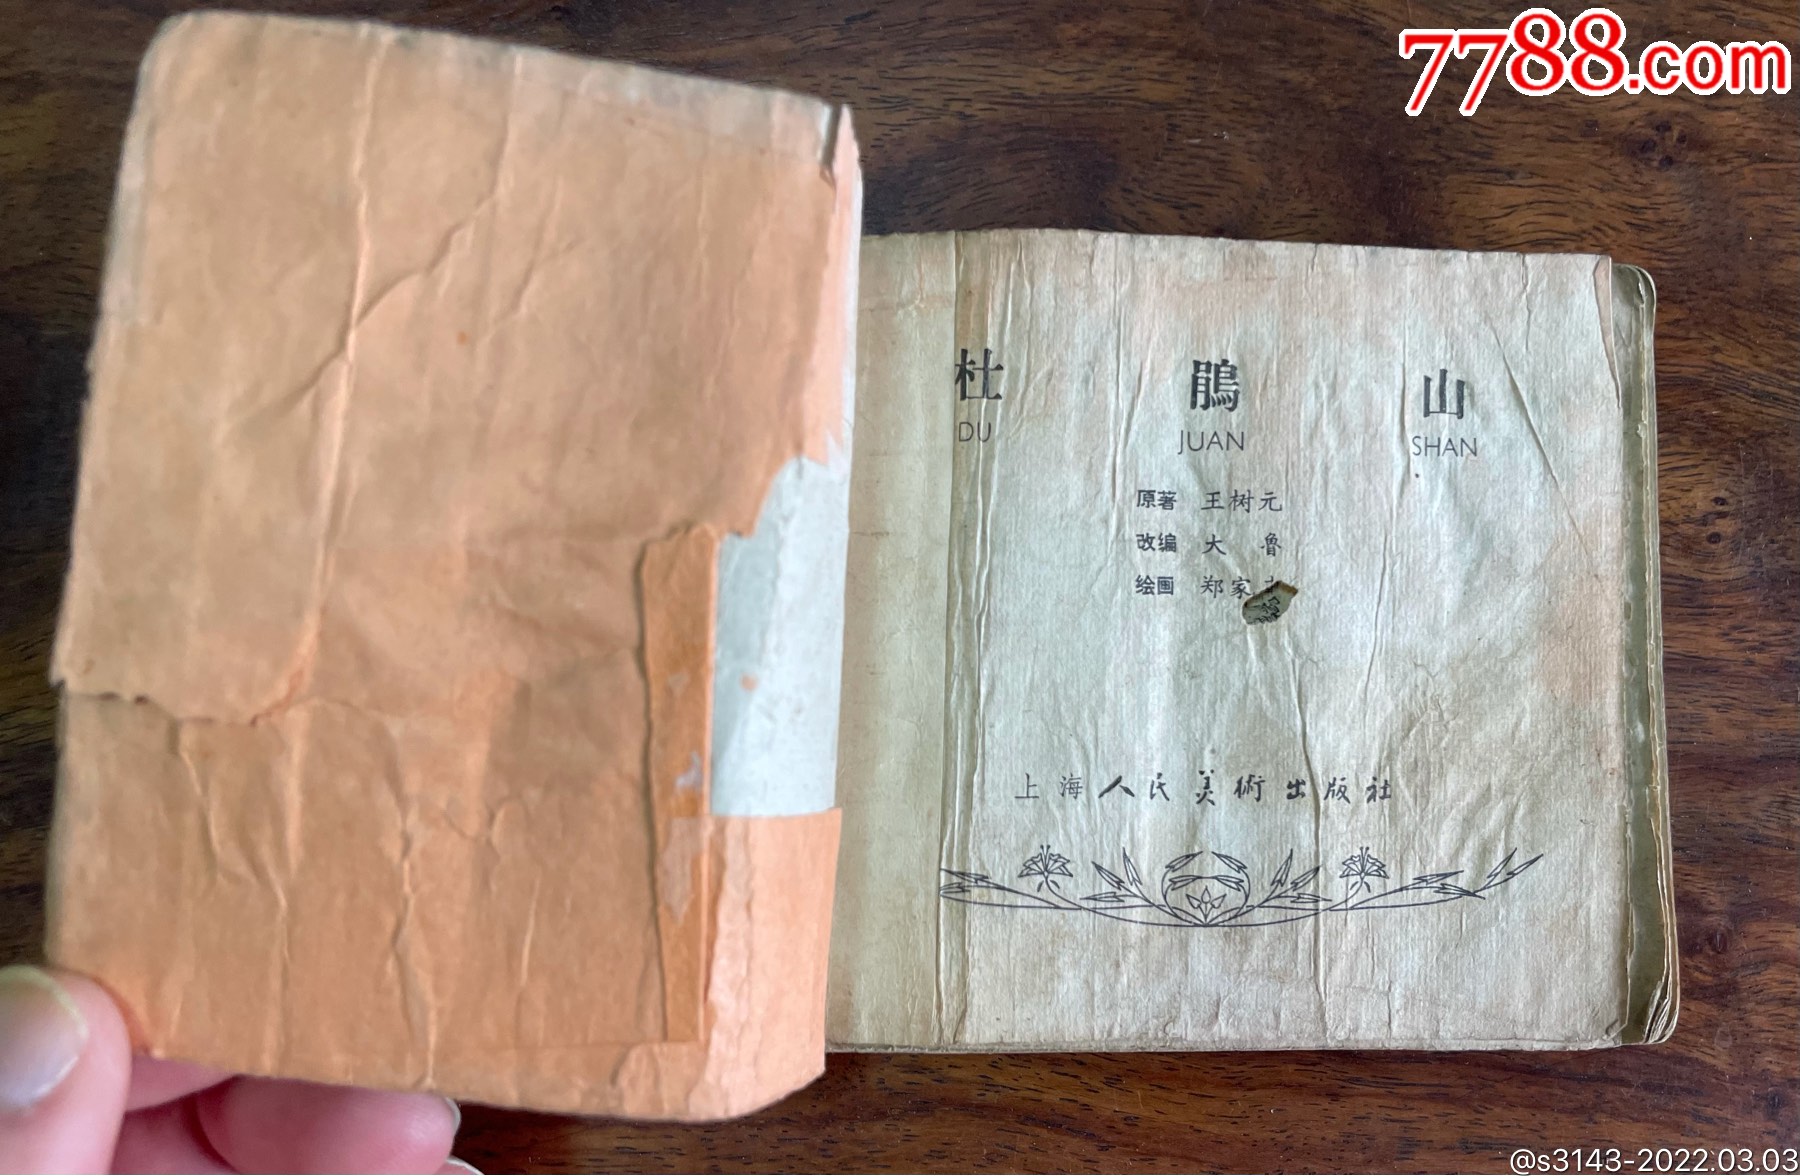 7788.com
杜 鵑 山
DU JUAN SHAN
原著 王树元
改编 大 鲁
绘画 郑家
上海人民美術出版社
@s3143-2022.03.03